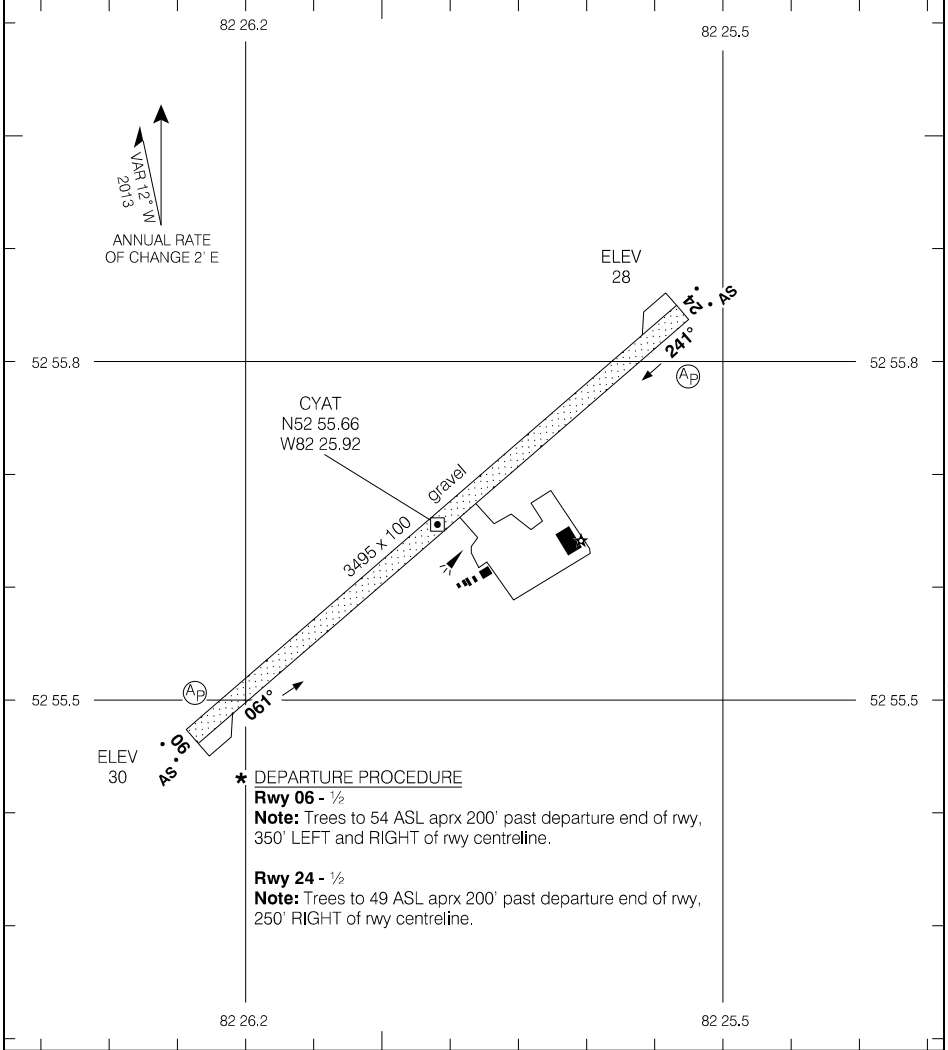 82 26.2
82 25.5
VAR 12° W
2013
ANNUAL RATE
OF CHANGE 2' E
ELEV
28
24
AS
241°
52 55.8
52 55.8
AP
CYAT
N52 55.66
W82 25.92
gravel
3495 x 100
AP
52 55.5
52 55.5
061°
06
AS
ELEV
30
* DEPARTURE PROCEDURE
Rwy 06 - ½
Note: Trees to 54 ASL aprx 200' past departure end of rwy,
350' LEFT and RIGHT of rwy centreline.
Rwy 24 - ½
Note: Trees to 49 ASL aprx 200' past departure end of rwy,
250' RIGHT of rwy centreline.
82 26.2
82 25.5